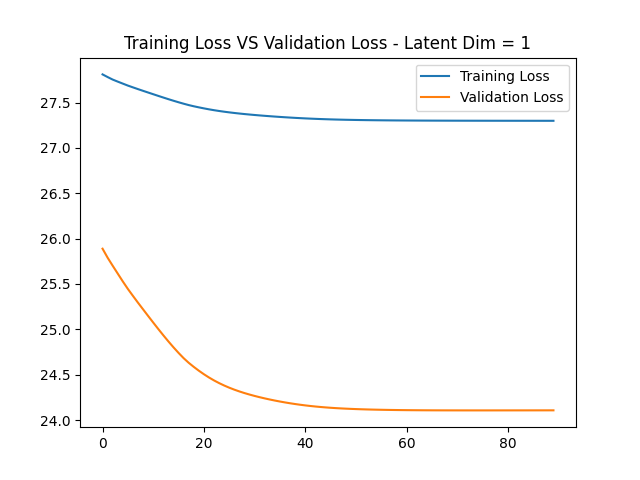 Training Loss VS Validation Loss - Latent Dim = 1
Training Loss
Validation Loss
27.5
27.0
26.5
26.0
25.5
25.0
24.5
24.0
0 20 40 60 80